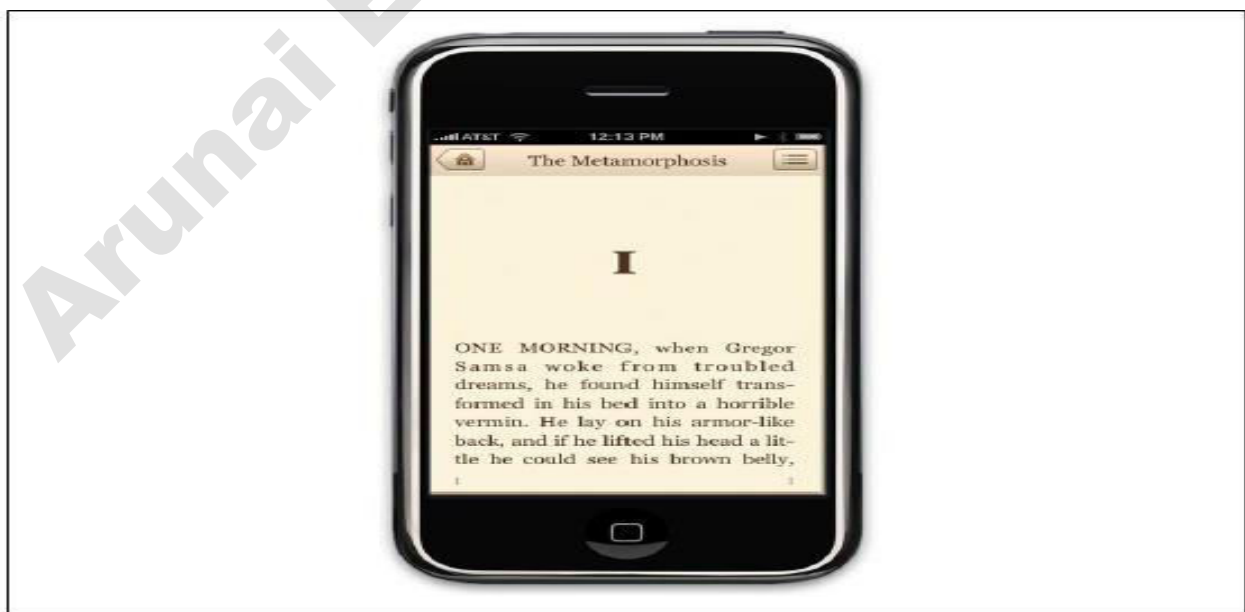 Arunai E
AT&T 12:13 PM
The Metamorphosis
I
ONE MORNING, when Gregor
Samsa woke from troubled
dreams, he found himself trans-
formed in his bed into a horrible
vermin. He lay on his armor-like
back, and if he lifted his head a lit-
tle he could see his brown belly,
1